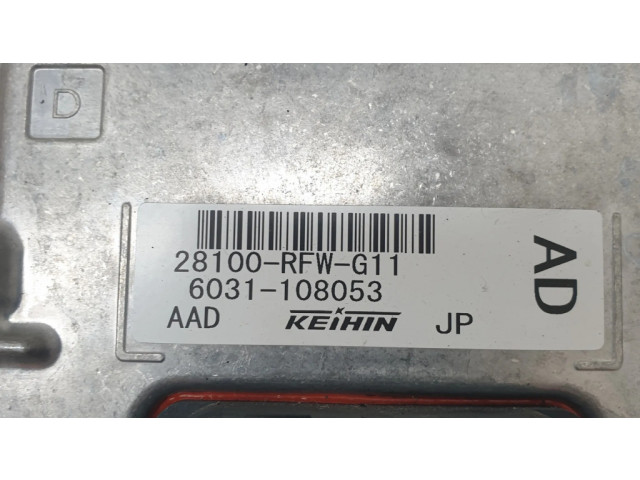 D
28100-RFW-G11
6031-108053
AAD KEIHIN JP
AD